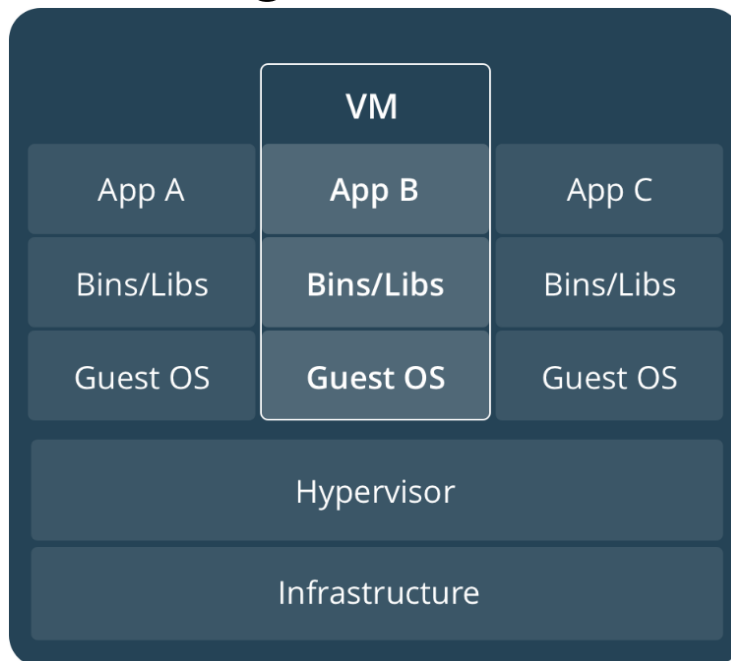 VM
App A App B App C
Bins/Libs Bins/Libs Bins/Libs
Guest OS Guest OS Guest OS
Hypervisor
Infrastructure